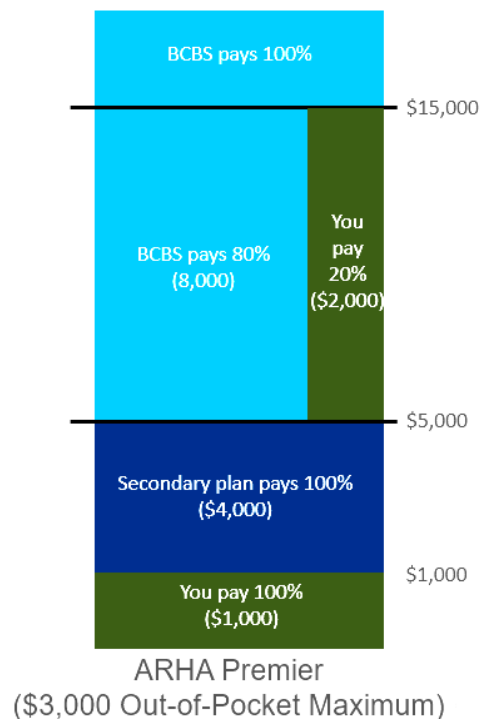 BCBS pays 100%
$15,000
BCBS pays 80%
(8,000)
You
pay
20%
($2,000)
$5,000
Secondary plan pays 100%
($4,000)
$1,000
You pay 100%
($1,000)
ARHA Premier
($3,000 Out-of-Pocket Maximum)